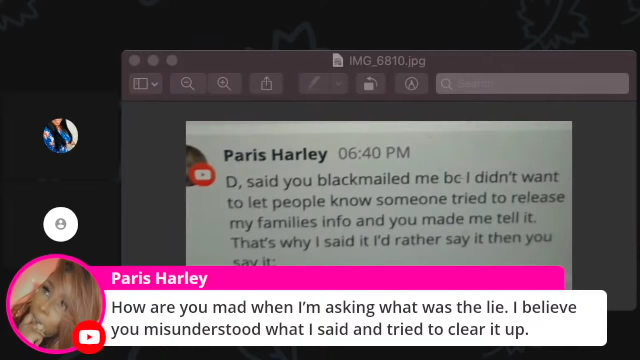 IMG_6810.jpg
Search
Paris Harley 06:40 PM
D, said you blackmailed me bc I didn't want
to let people know someone tried to release
my families info and you made me tell it.
That's why I said it I'd rather say it then you
say it:
Paris Harley
How are you mad when I'm asking what was the lie. I believe
you misunderstood what I said and tried to clear it up.